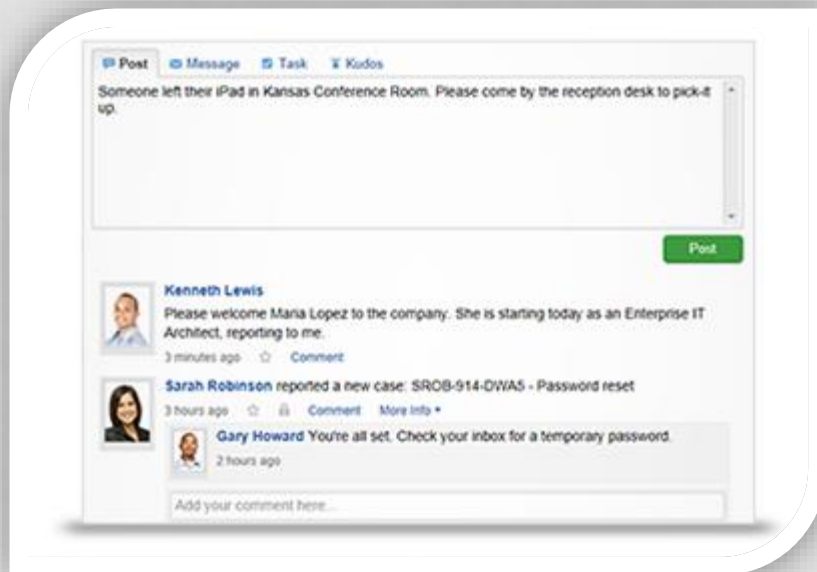 Post Message Task Kudos
Someone left their iPad in Kansas Conference Room. Please come by the reception desk to pick-it
up.
Post
Kenneth Lewis
Please welcome Maria Lopez to the company. She is starting today as an Enterprise IT
Architect, reporting to me.
3 minutes ago Comment
Sarah Robinson reported a new case: SROB-914-DWA5 - Password reset
3 hours ago Comment More Info
Gary Howard You're all set. Check your inbox for a temporary password.
2 hours ago
Add your comment here...